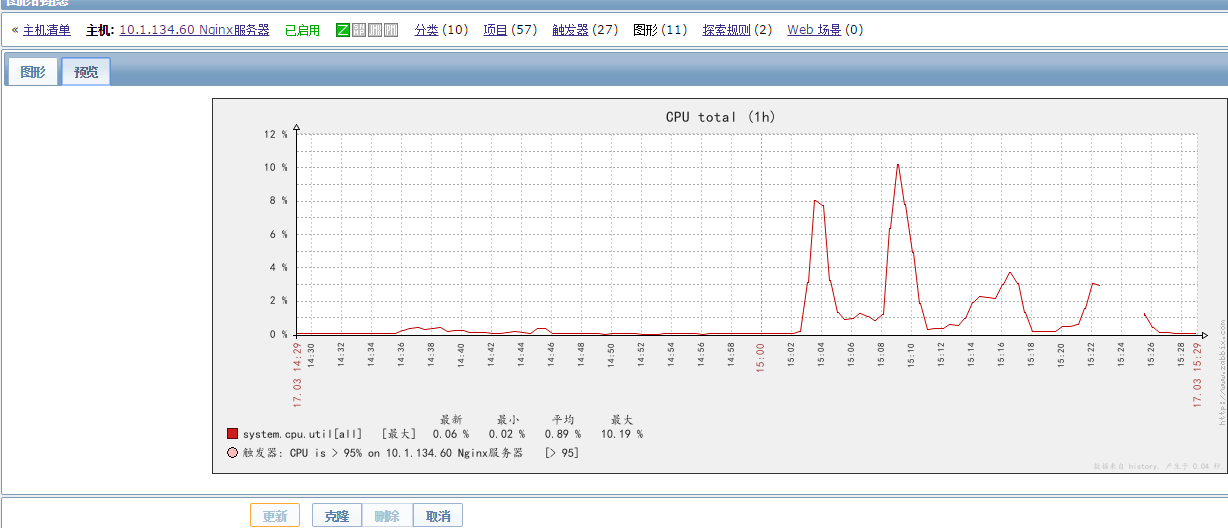 « 主机清单 主机: 10.1.134.60 Nginx服务器 已启用 Z 分类 (10) 项目 (57) 触发器 (27) 图形 (11) 探索规则 (2) Web 场景 (0)
图形 预览
CPU total (1h)
12 %
10 %
8 %
6 %
4 %
2 %
0 %
17.03 14:29 14:30 14:32 14:34 14:36 14:38 14:40 14:42 14:44 14:46 14:48 14:50 14:52 14:54 14:56 14:58 15:00 15:02 15:04 15:06 15:08 15:10 15:12 15:14 15:16 15:18 15:20 15:22 15:24 15:26 15:28 17.03 15:29
http://www.zabbix.com
最新 最小 平均 最大
system.cpu.util[all] [最大] 0.06 % 0.02 % 0.89 % 10.19 %
触发器: CPU is > 95% on 10.1.134.60 Nginx服务器 [> 95]
数据来自 history. 产生于 0.04 秒.
更新 克隆 删除 取消